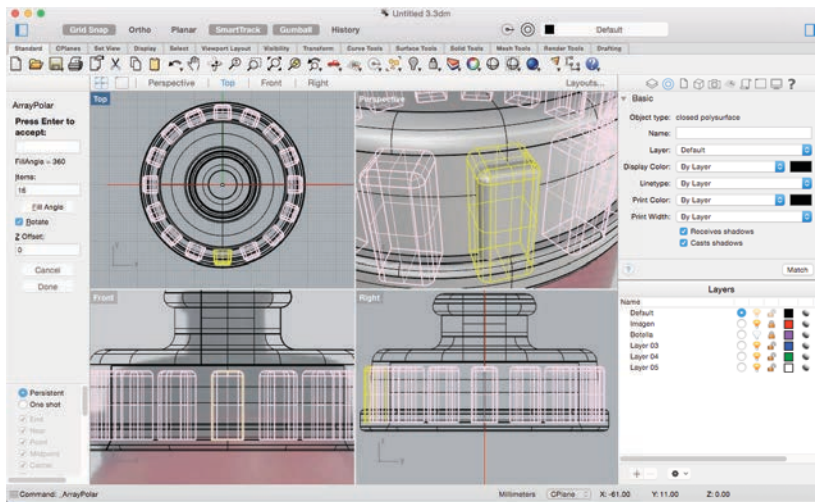 Untitled 3.3dm
Grid Snap Ortho Planar SmartTrack Gumball History Default
Standard CPlanes Set View Display Select Viewport Layout Visibility Transform Curve Tools Surface Tools Solid Tools Mesh Tools Render Tools Drafting
Perspective Top Front Right Layouts...
ArrayPolar
Press Enter to
accept:
FillAngle = 360
Items:
16
Fill Angle
Rotate
Z Offset:
0
Cancel
Done
Persistent
One shot
End
Near
Point
Midpoint
Center
Top
Perspective
Front
Right
Basic
Object type: closed polysurface
Name:
Layer: Default
Display Color: By Layer
Linetype: By Layer
Print Color: By Layer
Print Width: By Layer
Receives shadows
Casts shadows
? Match
Layers
Name
Default
Imagen
Botella
Layer 03
Layer 04
Layer 05
Command: _ArrayPolar Millimeters CPlane X: -61.00 Y: 11.00 Z: 0.00